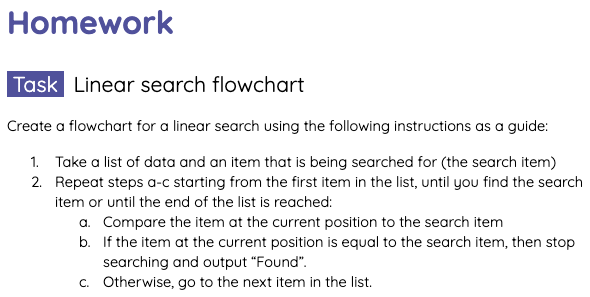 Homework
Task Linear search flowchart
Create a flowchart for a linear search using the following instructions as a guide:
1. Take a list of data and an item that is being searched for (the search item)
2. Repeat steps a-c starting from the first item in the list, until you find the search
item or until the end of the list is reached:
a. Compare the item at the current position to the search item
b. If the item at the current position is equal to the search item, then stop
searching and output “Found”.
c. Otherwise, go to the next item in the list.